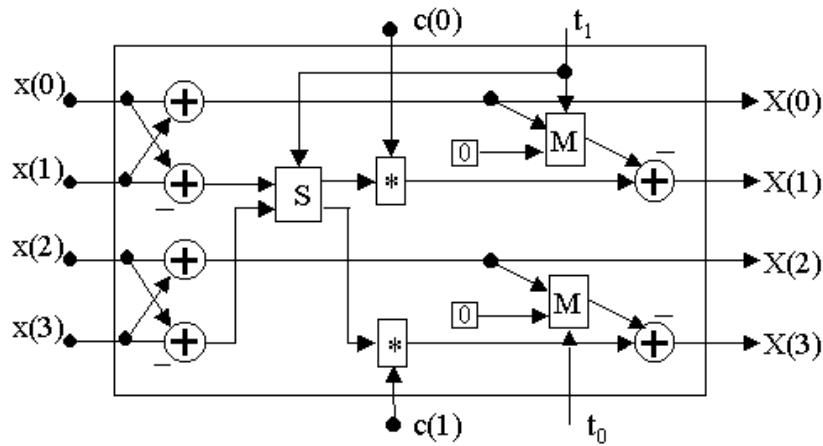 c(0) t₁
x(0) + X(0)
M
0
x(1) + S * + X(1)
x(2) + X(2)
M
0
x(3) + * + X(3)
c(1) t₀